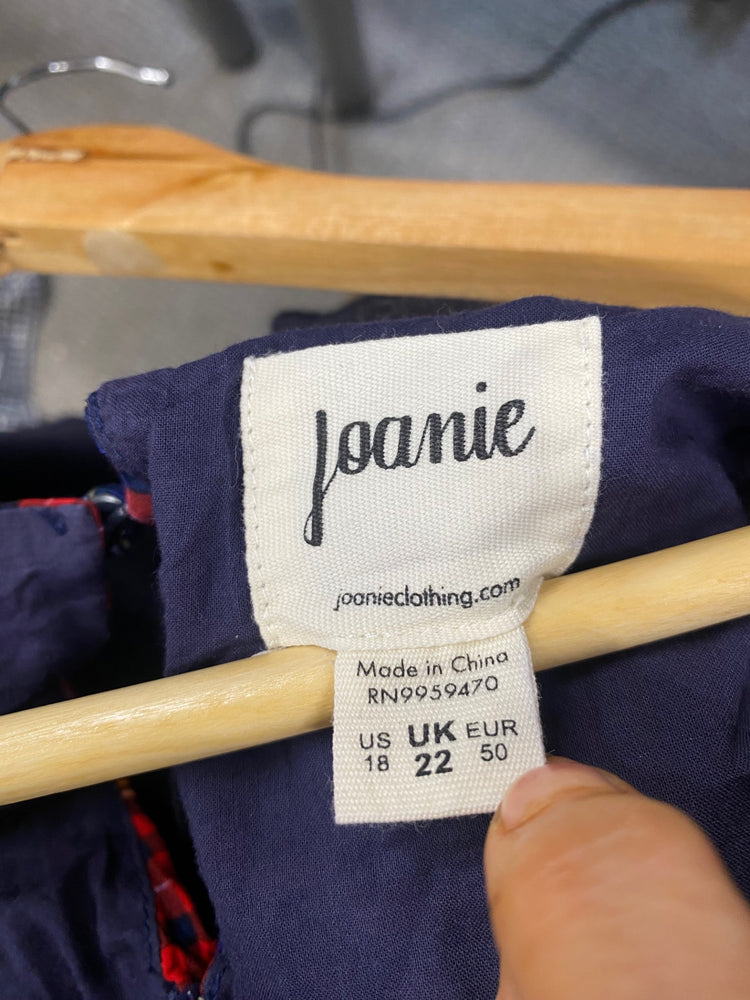 Joanie
joanieclothing.com
Made in China
RN9959470
US UK EUR
18 22 50